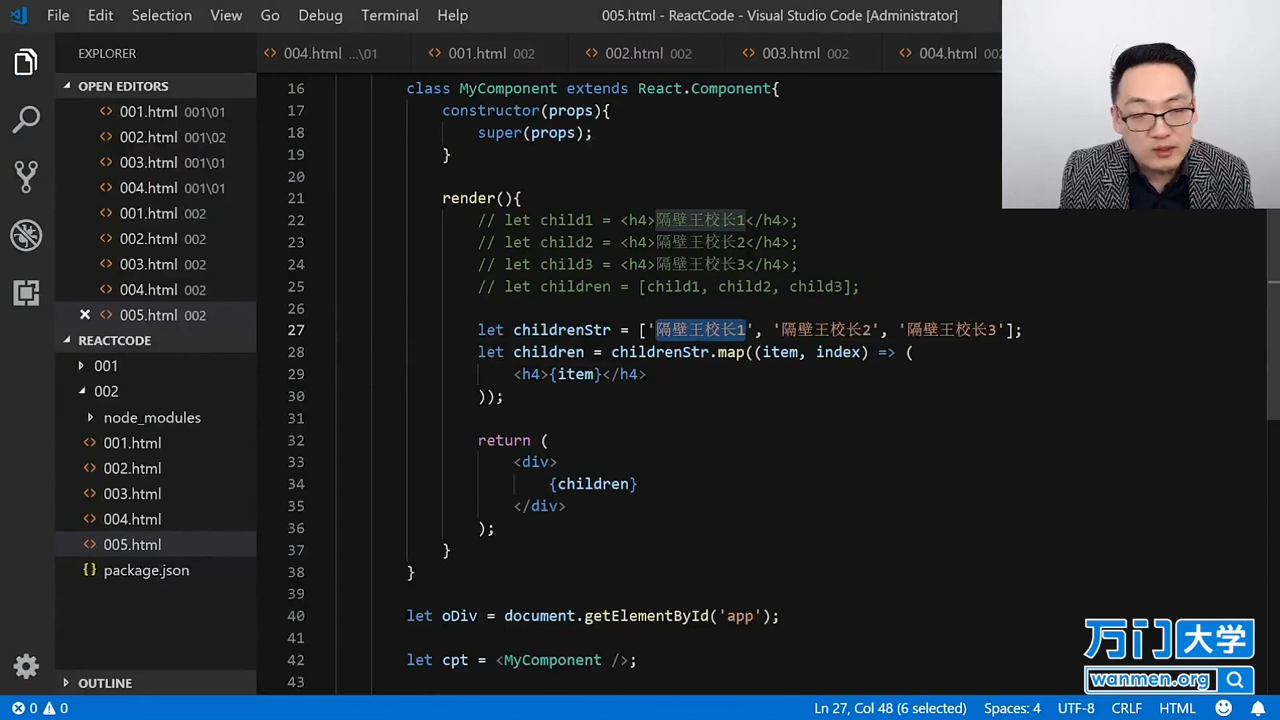 File Edit Selection View Go Debug Terminal Help
005.html - ReactCode - Visual Studio Code [Administrator]
EXPLORER
004.html ...\01
001.html 002
002.html 002
003.html 002
004.html 002
OPEN EDITORS
001.html 001\01
002.html 001\02
003.html 001\01
004.html 001\01
001.html 002
002.html 002
003.html 002
004.html 002
005.html 002
REACTCODE
001
002
node_modules
001.html
002.html
003.html
004.html
005.html
package.json
OUTLINE
16 class MyComponent extends React.Component{
17 constructor(props){
18 super(props);
19 }
20
21 render(){
22 // let child1 = <h4>隔壁王校长1</h4>;
23 // let child2 = <h4>隔壁王校长2</h4>;
24 // let child3 = <h4>隔壁王校长3</h4>;
25 // let children = [child1, child2, child3];
26
27 let childrenStr = ['隔壁王校长1', '隔壁王校长2', '隔壁王校长3'];
28 let children = childrenStr.map((item, index) => (
29 <h4>{item}</h4>
30 ));
31
32 return (
33 <div>
34 {children}
35 </div>
36 );
37 }
38 }
39
40 let oDiv = document.getElementById('app');
41
42 let cpt = <MyComponent />;
43
万门大学
wanmen.org
0 0
Ln 27, Col 48 (6 selected) Spaces: 4 UTF-8 CRLF HTML